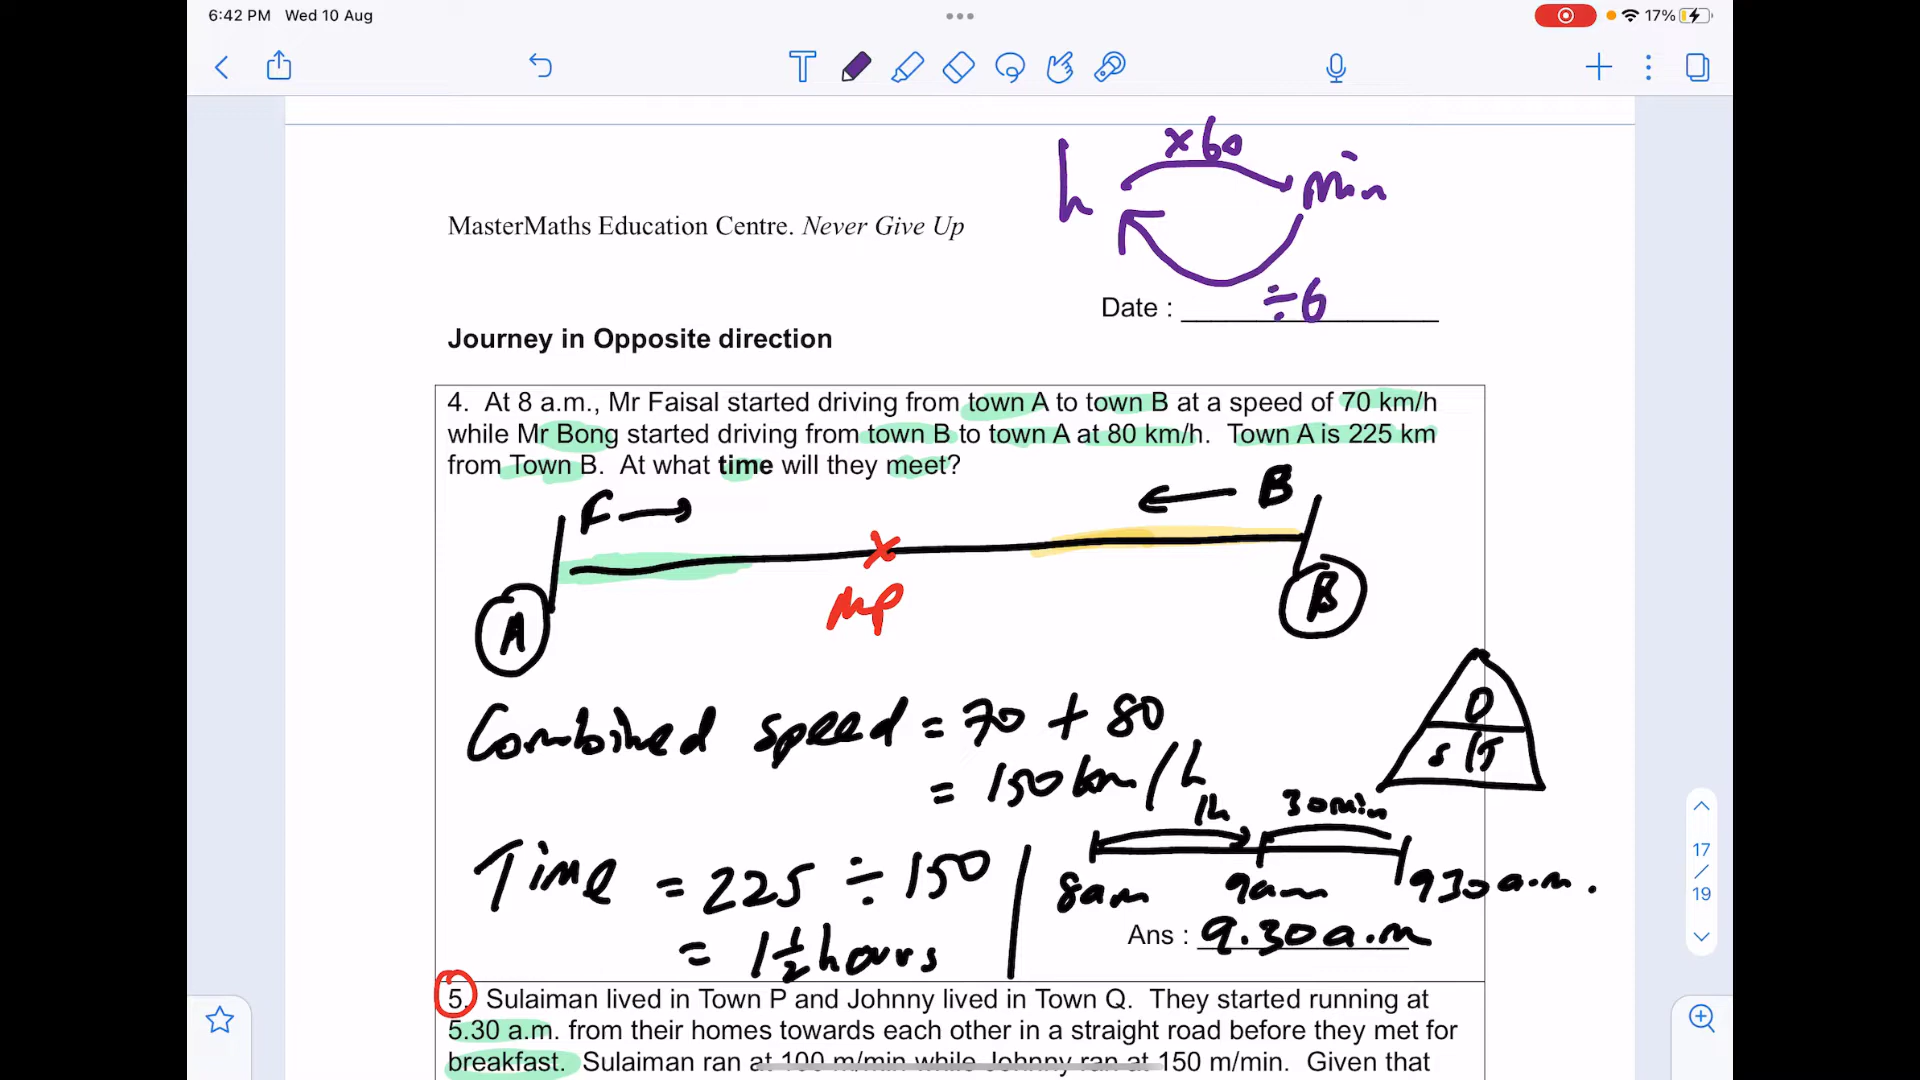 6:42 PM Wed 10 Aug
17%
T
h ×60 min
÷6
MasterMaths Education Centre. Never Give Up
Date :
Journey in Opposite direction
4. At 8 a.m., Mr Faisal started driving from town A to town B at a speed of 70 km/h
while Mr Bong started driving from town B to town A at 80 km/h. Town A is 225 km
from Town B. At what time will they meet?
F B
MP
A B
D
S T
Combined speed = 70 + 80
= 150 km/h
1h 30min
Time = 225 ÷ 150
8am 9am 930 a.m.
= 1 1/2 hours
Ans : 9.30 a.m
5. Sulaiman lived in Town P and Johnny lived in Town Q. They started running at
5.30 a.m. from their homes towards each other in a straight road before they met for
breakfast. Sulaiman ran at 100 m/min while Johnny ran at 150 m/min. Given that
17
/
19